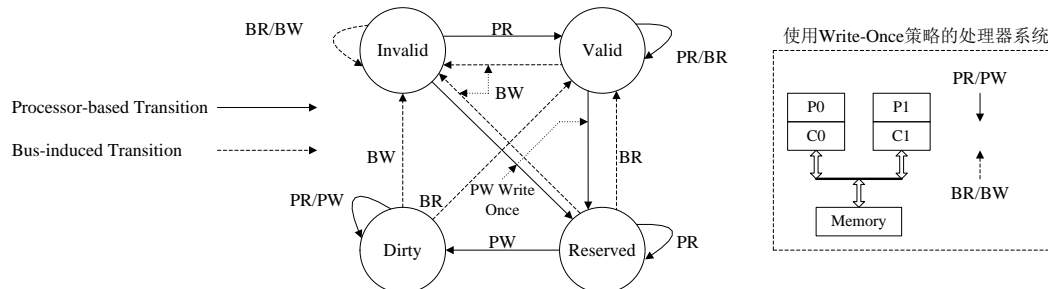 BR/BW
Invalid
PR
Valid
PR/BR
BW
Processor-based Transition
Bus-induced Transition
BW
BR
PW Write
Once
BR
PR/PW
Dirty
PW
Reserved
PR
使用Write-Once策略的处理器系统
PR/PW
P0
P1
C0
C1
BR/BW
Memory